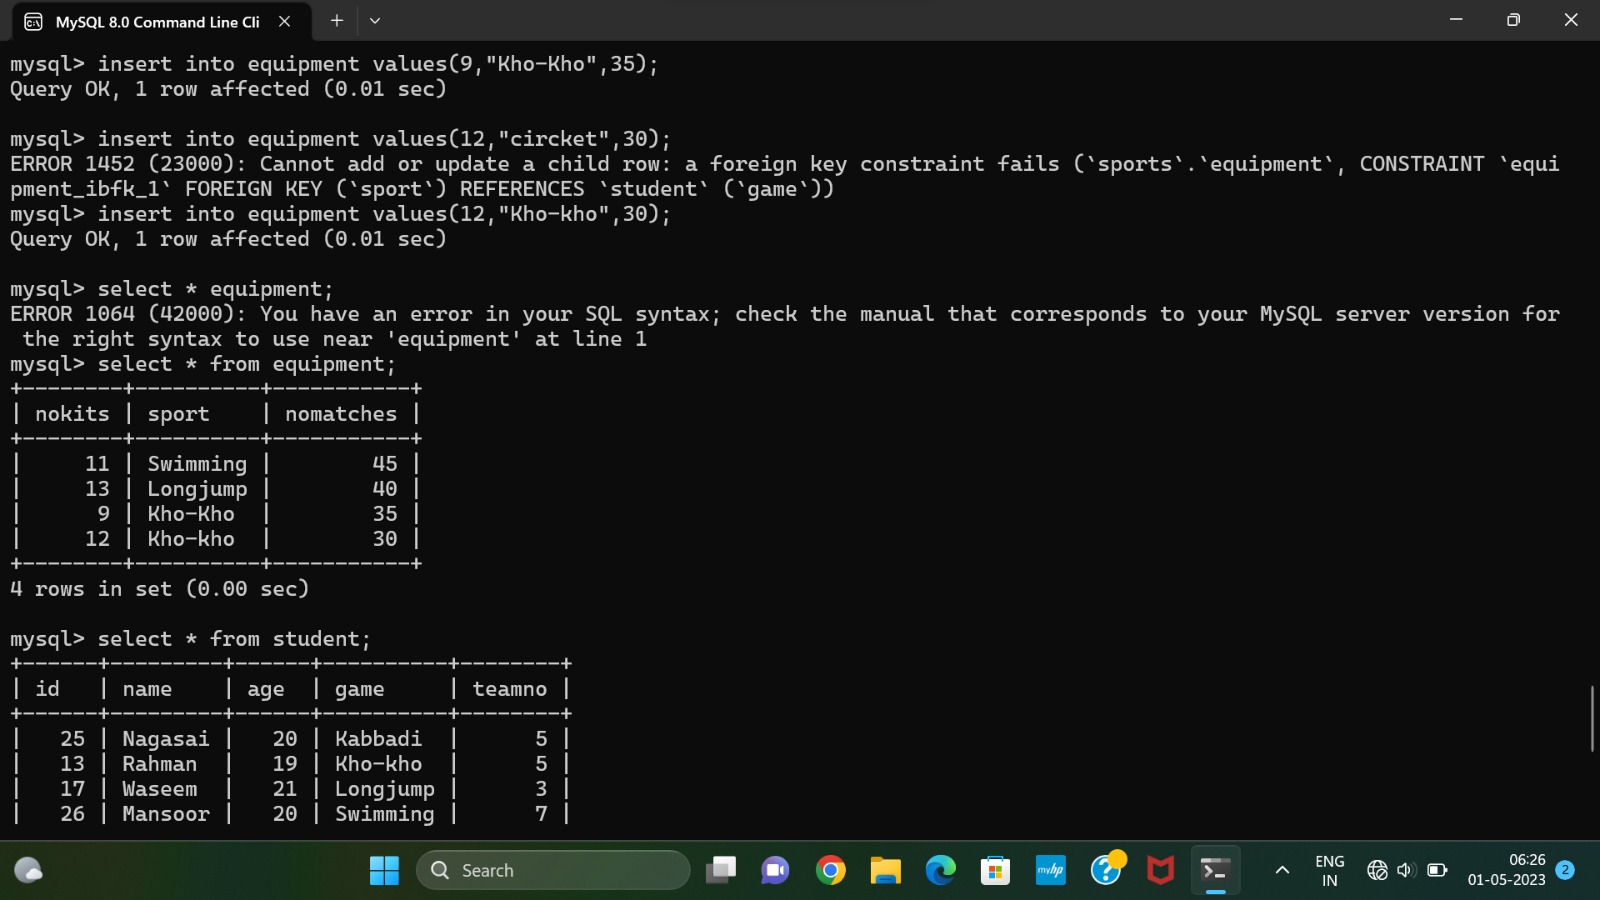 MySQL 8.0 Command Line Cli
mysql> insert into equipment values(9,"Kho-Kho",35);
Query OK, 1 row affected (0.01 sec)
mysql> insert into equipment values(12,"circket",30);
ERROR 1452 (23000): Cannot add or update a child row: a foreign key constraint fails (`sports`.`equipment`, CONSTRAINT `equi
pment_ibfk_1` FOREIGN KEY (`sport`) REFERENCES `student` (`game`))
mysql> insert into equipment values(12,"Kho-kho",30);
Query OK, 1 row affected (0.01 sec)
mysql> select * equipment;
ERROR 1064 (42000): You have an error in your SQL syntax; check the manual that corresponds to your MySQL server version for
 the right syntax to use near 'equipment' at line 1
mysql> select * from equipment;
+--------+----------+-----------+
| nokits | sport    | nomatches |
+--------+----------+-----------+
|     11 | Swimming |        45 |
|     13 | Longjump |        40 |
|      9 | Kho-Kho  |        35 |
|     12 | Kho-kho  |        30 |
+--------+----------+-----------+
4 rows in set (0.00 sec)
mysql> select * from student;
+------+---------+------+----------+--------+
| id   | name    | age  | game     | teamno |
+------+---------+------+----------+--------+
|   25 | Nagasai |   20 | Kabbadi  |      5 |
|   13 | Rahman  |   19 | Kho-kho  |      5 |
|   17 | Waseem  |   21 | Longjump |      3 |
|   26 | Mansoor |   20 | Swimming |      7 |
Search
myhp
ENG
IN
06:26
01-05-2023
2